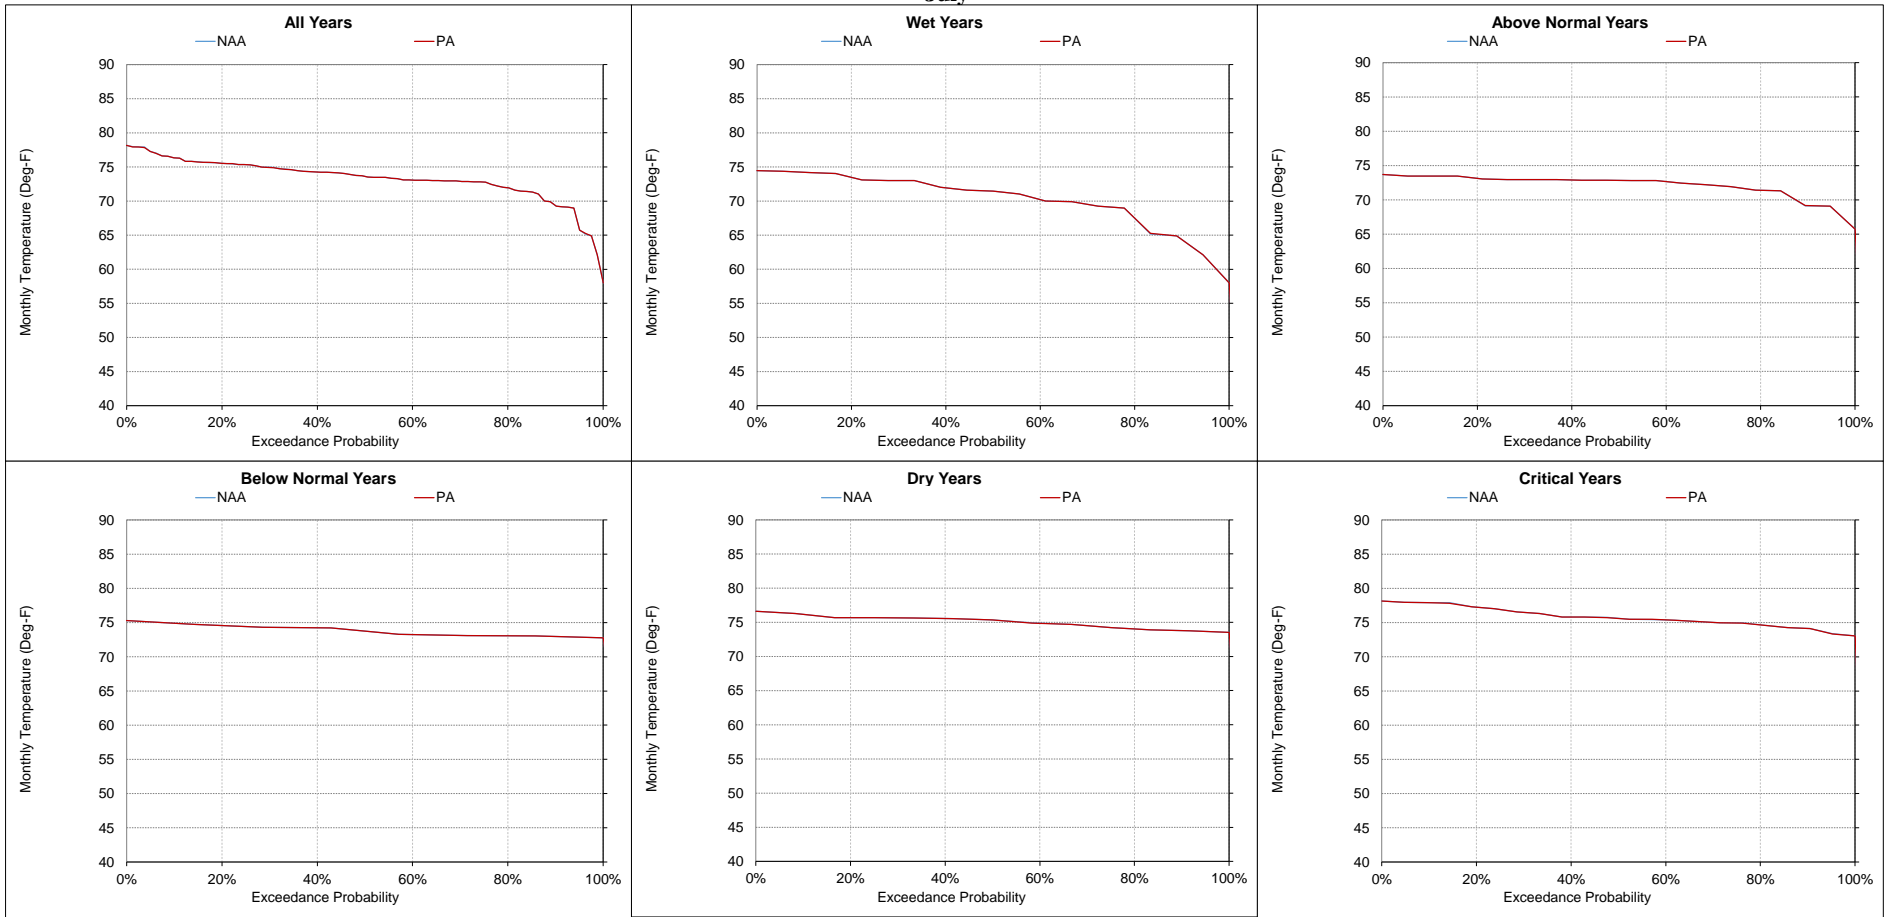 All Years
NAA PA
90
85
80
75
70
65
60
55
50
45
40
0% 20% 40% 60% 80% 100%
Monthly Temperature (Deg-F)
Exceedance Probability
Wet Years
NAA PA
90
85
80
75
70
65
60
55
50
45
40
0% 20% 40% 60% 80% 100%
Monthly Temperature (Deg-F)
Exceedance Probability
Above Normal Years
NAA PA
90
85
80
75
70
65
60
55
50
45
40
0% 20% 40% 60% 80% 100%
Monthly Temperature (Deg-F)
Exceedance Probability
Below Normal Years
NAA PA
90
85
80
75
70
65
60
55
50
45
40
0% 20% 40% 60% 80% 100%
Monthly Temperature (Deg-F)
Exceedance Probability
Dry Years
NAA PA
90
85
80
75
70
65
60
55
50
45
40
0% 20% 40% 60% 80% 100%
Monthly Temperature (Deg-F)
Exceedance Probability
Critical Years
NAA PA
90
85
80
75
70
65
60
55
50
45
40
0% 20% 40% 60% 80% 100%
Monthly Temperature (Deg-F)
Exceedance Probability